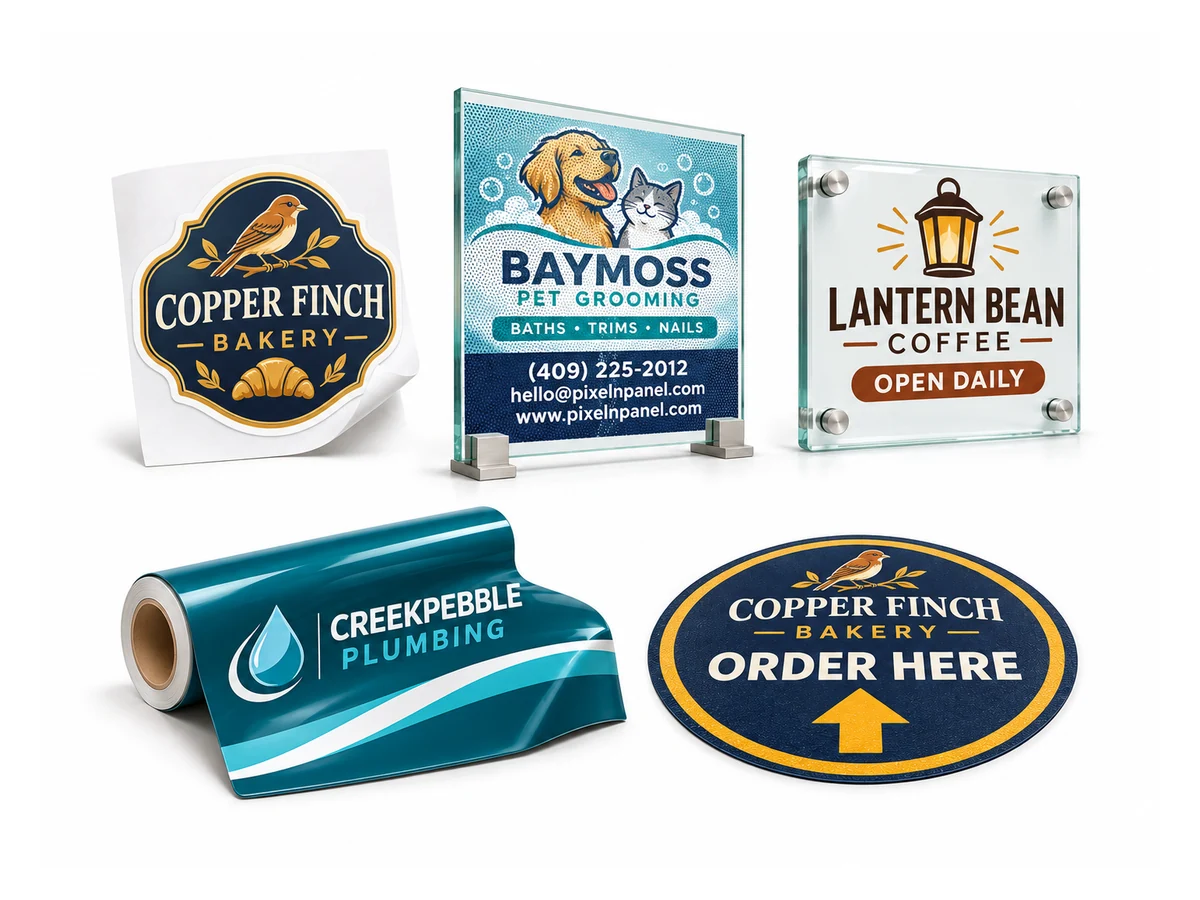 COPPER FINCH
BAKERY
BAYMOSS
PET GROOMING
BATHS • TRIMS • NAILS
(409) 225-2012
hello@pixelnpanel.com
www.pixelnpanel.com
LANTERN BEAN
COFFEE
OPEN DAILY
CREEKPEBBLE
PLUMBING
COPPER FINCH
BAKERY
ORDER HERE